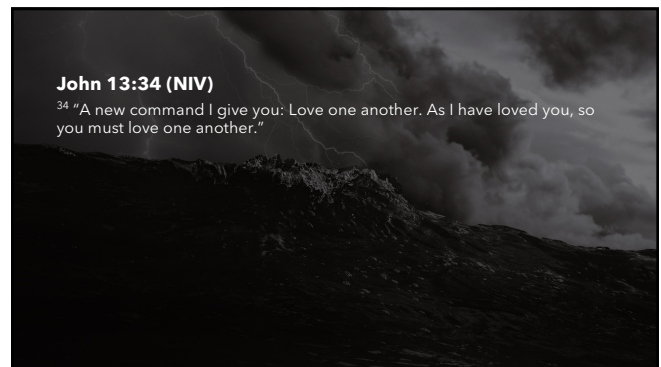 John 13:34 (NIV)
34 “A new command I give you: Love one another. As I have loved you, so
you must love one another.”